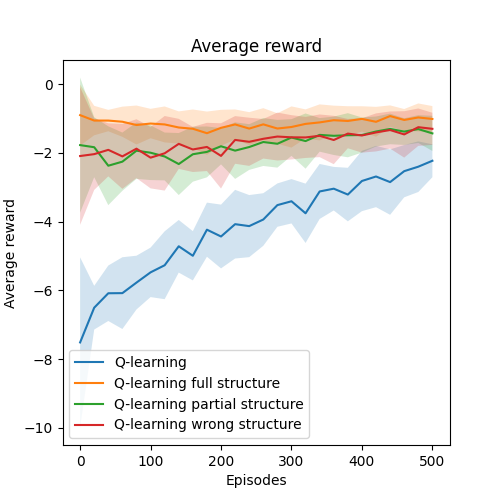 Average reward
0
−2
−4
−6
−8
−10
Average reward
Q-learning
Q-learning full structure
Q-learning partial structure
Q-learning wrong structure
0
100
200
300
400
500
Episodes